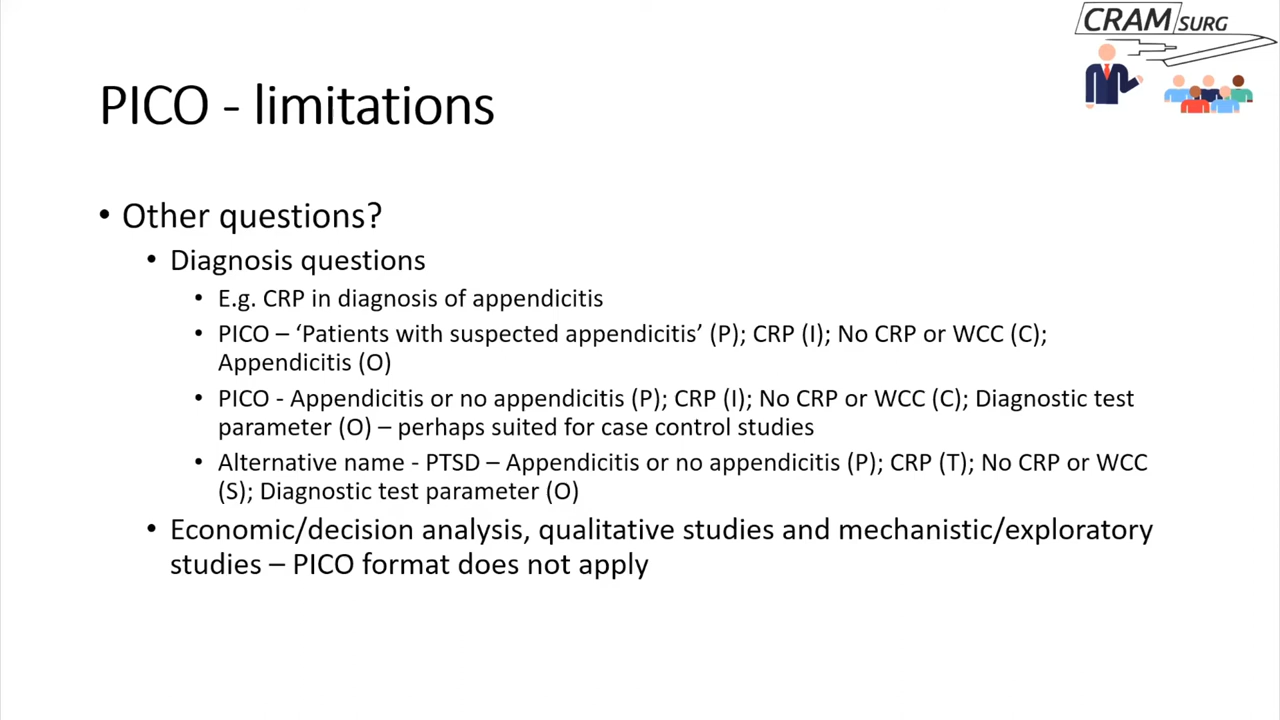 CRAM SURG
PICO - limitations
• Other questions?
• Diagnosis questions
• E.g. CRP in diagnosis of appendicitis
• PICO – ‘Patients with suspected appendicitis’ (P); CRP (I); No CRP or WCC (C);
Appendicitis (O)
• PICO - Appendicitis or no appendicitis (P); CRP (I); No CRP or WCC (C); Diagnostic test
parameter (O) – perhaps suited for case control studies
• Alternative name - PTSD – Appendicitis or no appendicitis (P); CRP (T); No CRP or WCC
(S); Diagnostic test parameter (O)
• Economic/decision analysis, qualitative studies and mechanistic/exploratory
studies – PICO format does not apply